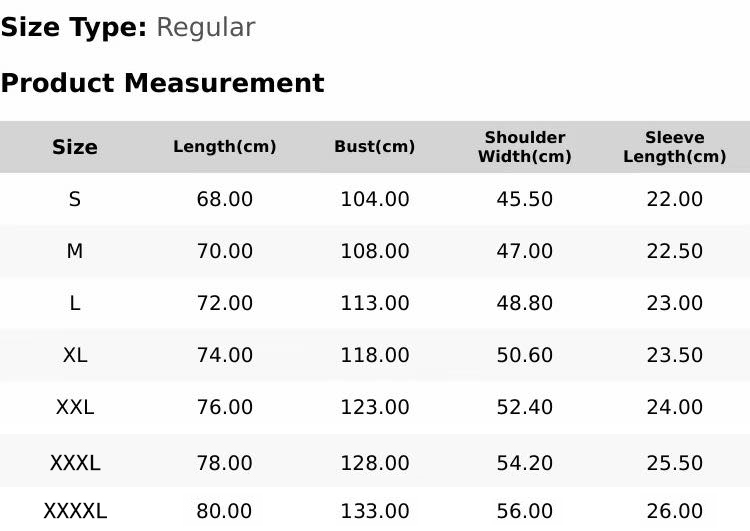 Size Type: Regular
Product Measurement
Size Length(cm) Bust(cm) Shoulder Width(cm) Sleeve Length(cm)
S 68.00 104.00 45.50 22.00
M 70.00 108.00 47.00 22.50
L 72.00 113.00 48.80 23.00
XL 74.00 118.00 50.60 23.50
XXL 76.00 123.00 52.40 24.00
XXXL 78.00 128.00 54.20 25.50
XXXXL 80.00 133.00 56.00 26.00